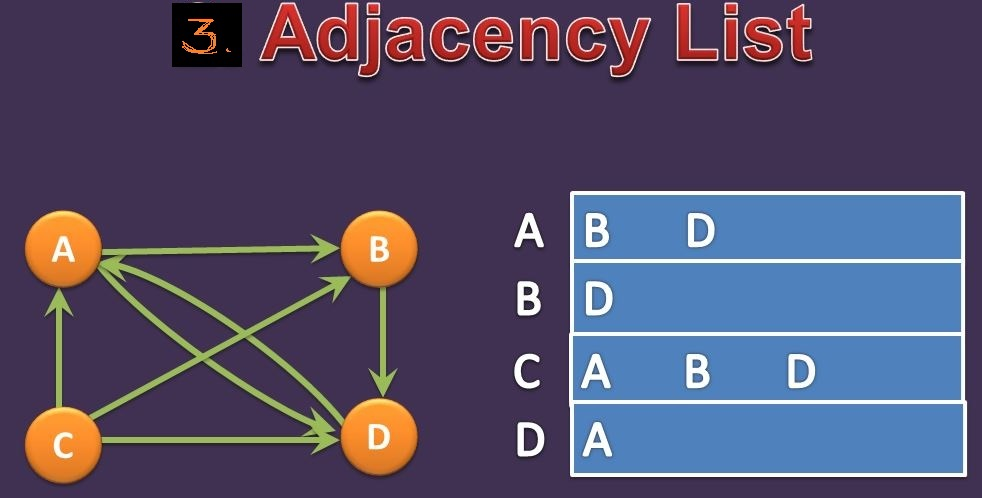 3. Adjacency List
A B A B D
B D
C A B D
C D D A